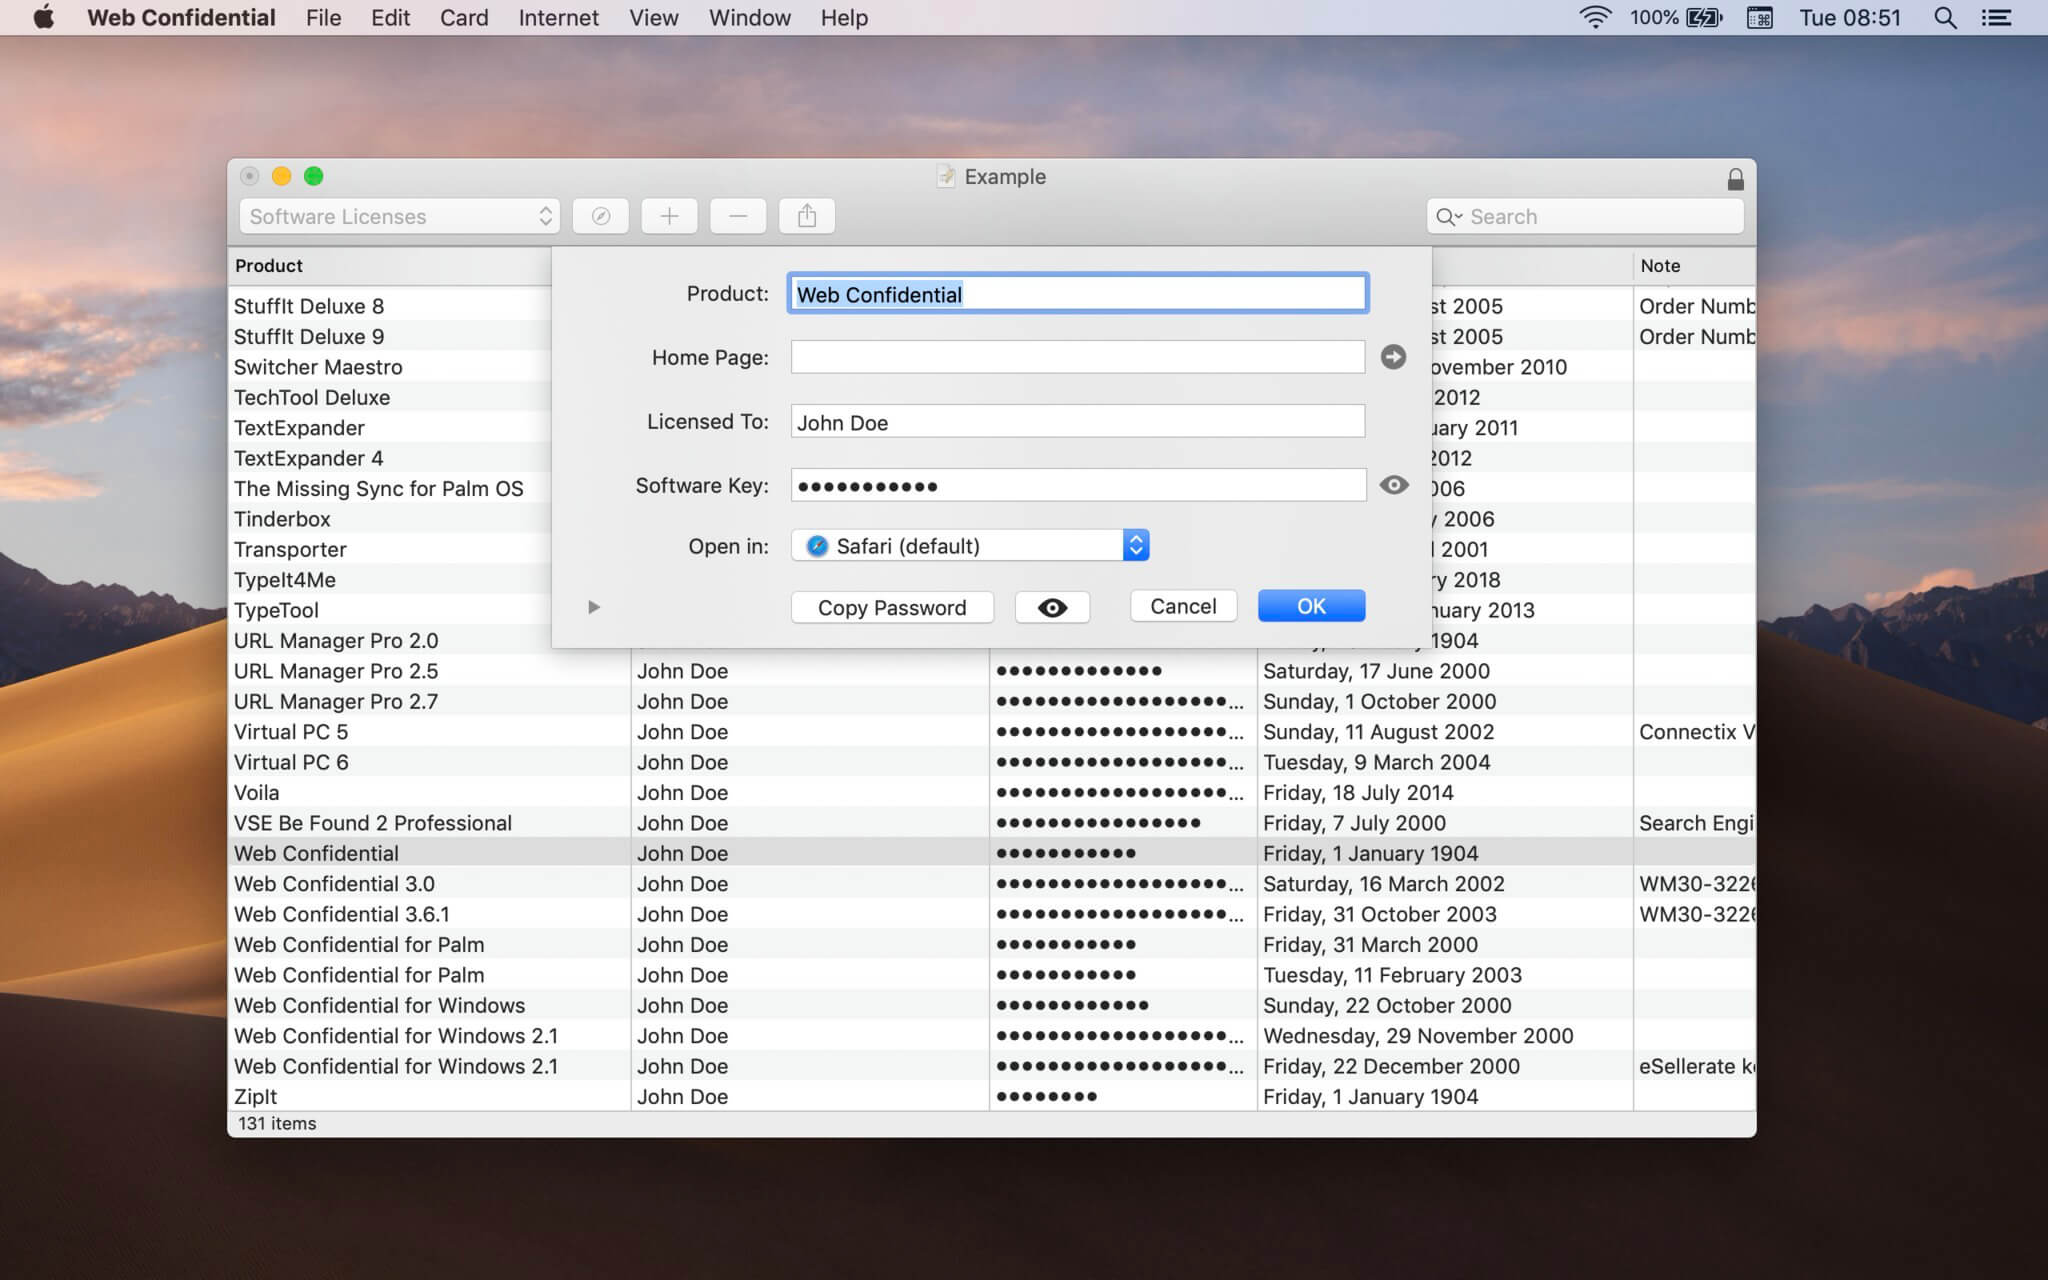 Web Confidential File Edit Card Internet View Window Help 100% Tue 08:51
Example
Software Licenses Search
Product Note
Product: Web Confidential
Home Page:
Licensed To: John Doe
Software Key: ●●●●●●●●●●●
Open in: Safari (default)
Copy Password Cancel OK
StuffIt Deluxe 8 st 2005 Order Numb
StuffIt Deluxe 9 st 2005 Order Numb
Switcher Maestro ovember 2010
TechTool Deluxe 2012
TextExpander uary 2011
TextExpander 4 2012
The Missing Sync for Palm OS 006
Tinderbox y 2006
Transporter 2001
TypeIt4Me ry 2018
TypeTool nuary 2013
URL Manager Pro 2.0 1904
URL Manager Pro 2.5 John Doe ●●●●●●●●●●●●● Saturday, 17 June 2000
URL Manager Pro 2.7 John Doe ●●●●●●●●●●●●●●●●●●... Sunday, 1 October 2000
Virtual PC 5 John Doe ●●●●●●●●●●●●●●●●●●... Sunday, 11 August 2002 Connectix V
Virtual PC 6 John Doe ●●●●●●●●●●●●●●●●●●... Tuesday, 9 March 2004
Voila John Doe ●●●●●●●●●●●●●●●●●●... Friday, 18 July 2014
VSE Be Found 2 Professional John Doe ●●●●●●●●●●●●●●●● Friday, 7 July 2000 Search Engi
Web Confidential John Doe ●●●●●●●●●●● Friday, 1 January 1904
Web Confidential 3.0 John Doe ●●●●●●●●●●●●●●●●●●... Saturday, 16 March 2002 WM30-3226
Web Confidential 3.6.1 John Doe ●●●●●●●●●●●●●●●●●●... Friday, 31 October 2003 WM30-3226
Web Confidential for Palm John Doe ●●●●●●●●●●● Friday, 31 March 2000
Web Confidential for Palm John Doe ●●●●●●●●●●● Tuesday, 11 February 2003
Web Confidential for Windows John Doe ●●●●●●●●●●●● Sunday, 22 October 2000
Web Confidential for Windows 2.1 John Doe ●●●●●●●●●●●●●●●●●●... Wednesday, 29 November 2000
Web Confidential for Windows 2.1 John Doe ●●●●●●●●●●●●●●●●●●... Friday, 22 December 2000 eSellerate k
ZipIt John Doe ●●●●●●●● Friday, 1 January 1904
131 items